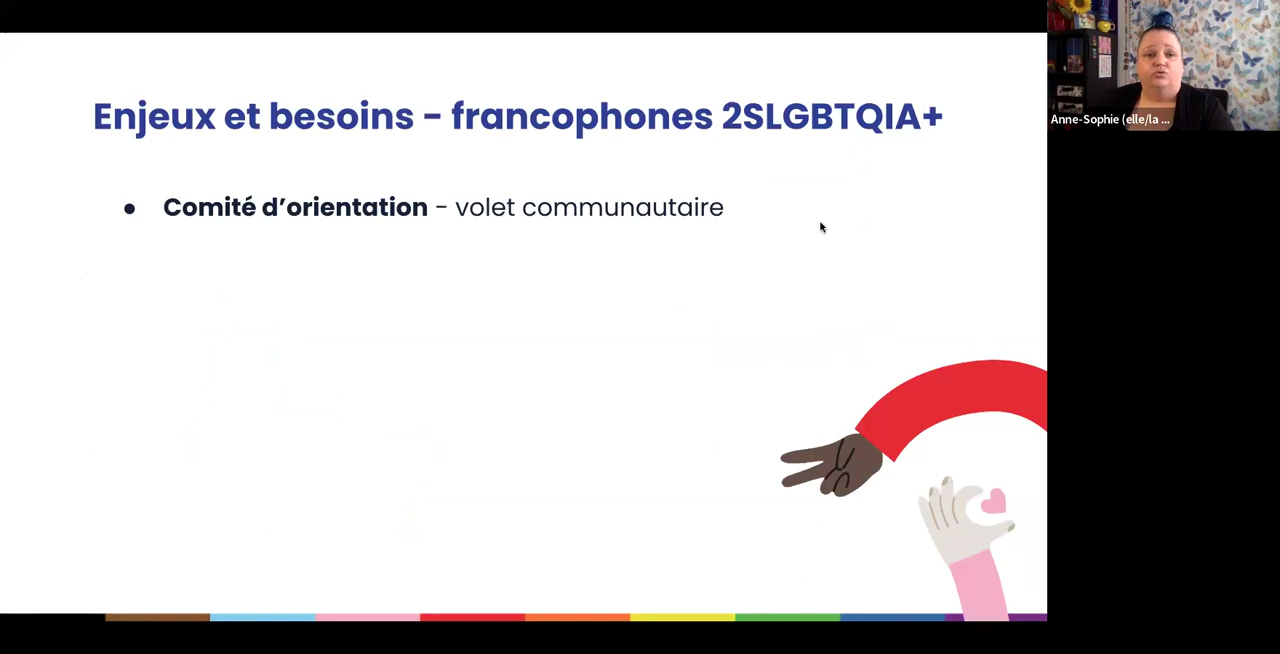 Enjeux et besoins - francophones 2SLGBTQIA+
● Comité d'orientation - volet communautaire
Anne-Sophie (elle/la ...